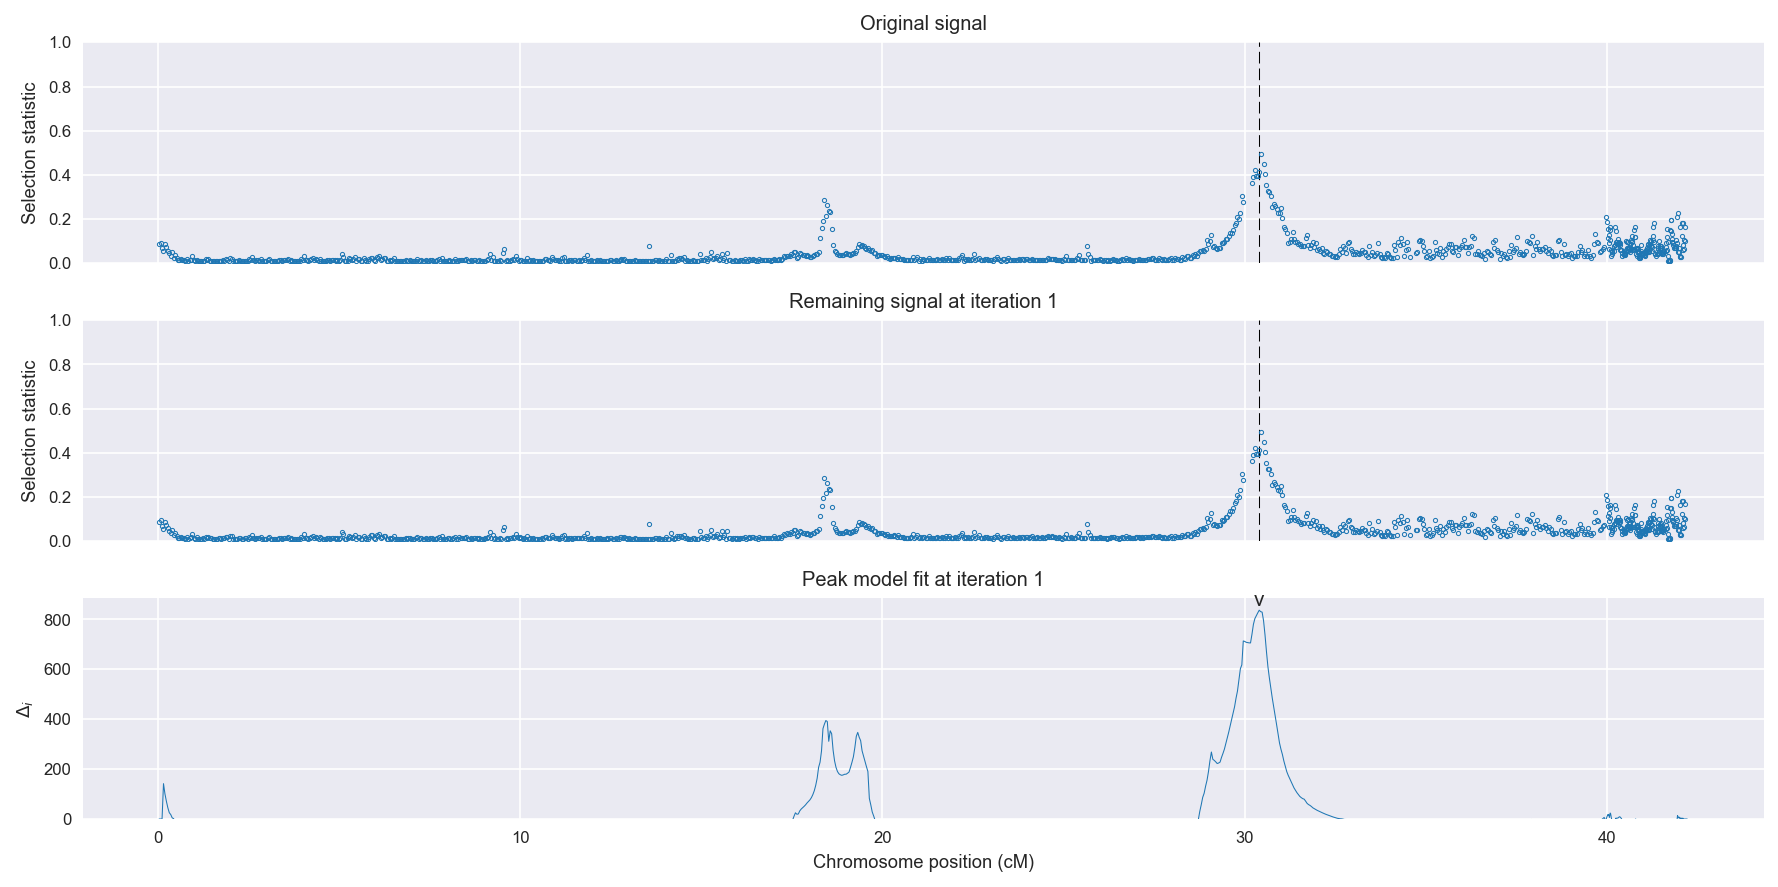 Original signal
1.0
0.8
0.6
0.4
0.2
0.0
Selection statistic
Remaining signal at iteration 1
1.0
0.8
0.6
0.4
0.2
0.0
Selection statistic
Peak model fit at iteration 1
v
800
600
400
200
0
Δi
0 10 20 30 40
Chromosome position (cM)